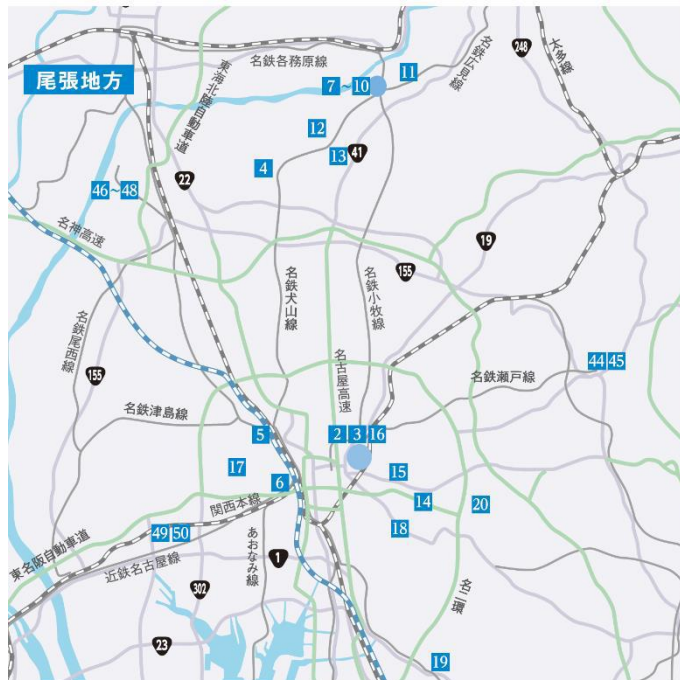 尾張地方
名鉄各務原線
東海北陸自動車道
名鉄広見線
248
太多線
7~10
11
12
13
41
4
22
46~48
名神高速
19
155
名鉄犬山線
名鉄小牧線
名鉄尾西線
155
名古屋高速
名鉄瀬戸線
44 45
名鉄津島線
5
2 3 16
17
6
15
14
20
18
関西本線
49 50
東名阪自動車道
近鉄名古屋線
あおなみ線
1
302
名二環
23
19